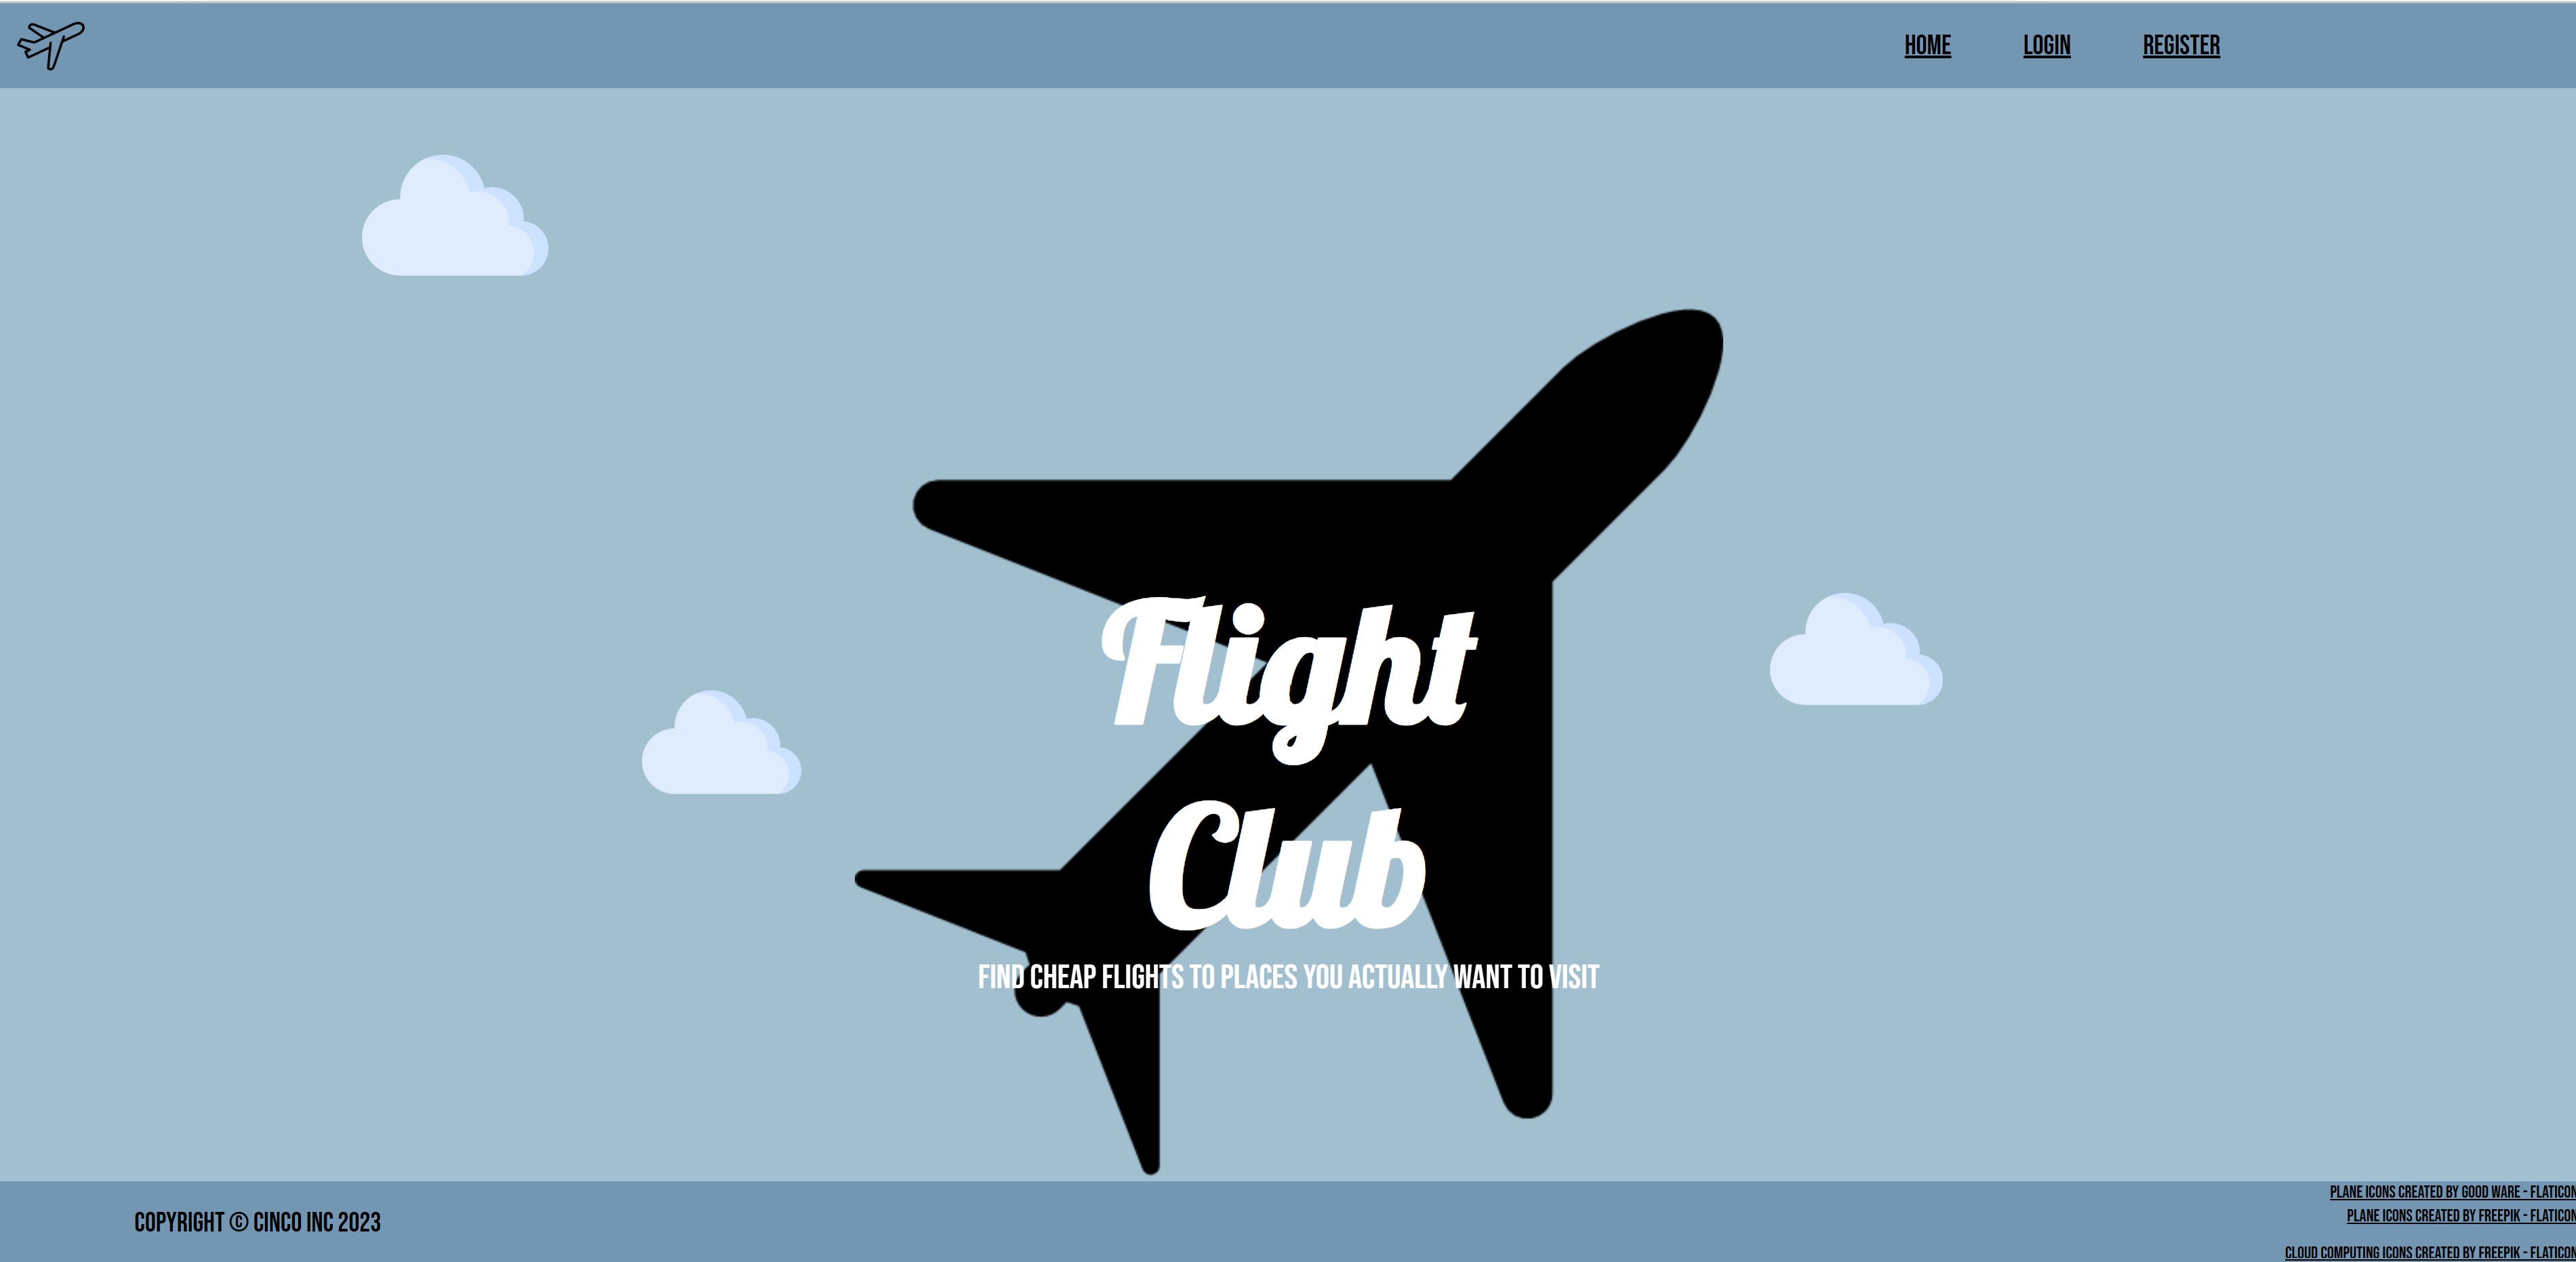 HOME LOGIN REGISTER
Flight
Club
FIND CHEAP FLIGHTS TO PLACES YOU ACTUALLY WANT TO VISIT
COPYRIGHT © CINCO INC 2023
PLANE ICONS CREATED BY GOOD WARE - FLATICON
PLANE ICONS CREATED BY FREEPIK - FLATICON
CLOUD COMPUTING ICONS CREATED BY FREEPIK - FLATICON